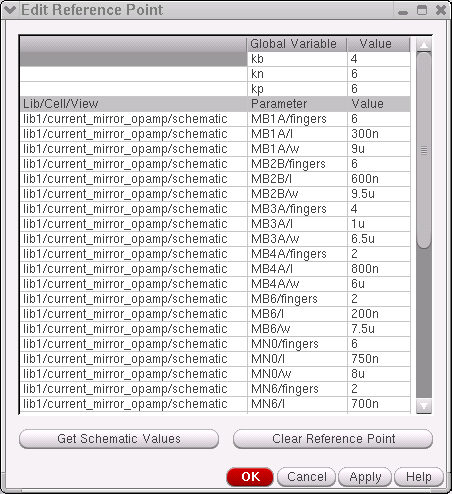 Edit Reference Point
Global Variable Value
kb 4
kn 6
kp 6
Lib/Cell/View Parameter Value
lib1/current_mirror_opamp/schematic MB1A/fingers 6
lib1/current_mirror_opamp/schematic MB1A/l 300n
lib1/current_mirror_opamp/schematic MB1A/w 9u
lib1/current_mirror_opamp/schematic MB2B/fingers 6
lib1/current_mirror_opamp/schematic MB2B/l 600n
lib1/current_mirror_opamp/schematic MB2B/w 9.5u
lib1/current_mirror_opamp/schematic MB3A/fingers 4
lib1/current_mirror_opamp/schematic MB3A/l 1u
lib1/current_mirror_opamp/schematic MB3A/w 6.5u
lib1/current_mirror_opamp/schematic MB4A/fingers 2
lib1/current_mirror_opamp/schematic MB4A/l 800n
lib1/current_mirror_opamp/schematic MB4A/w 6u
lib1/current_mirror_opamp/schematic MB6/fingers 2
lib1/current_mirror_opamp/schematic MB6/l 200n
lib1/current_mirror_opamp/schematic MB6/w 7.5u
lib1/current_mirror_opamp/schematic MN0/fingers 6
lib1/current_mirror_opamp/schematic MN0/l 750n
lib1/current_mirror_opamp/schematic MN0/w 8u
lib1/current_mirror_opamp/schematic MN6/fingers 2
lib1/current_mirror_opamp/schematic MN6/l 700n
Get Schematic Values Clear Reference Point
OK Cancel Apply Help